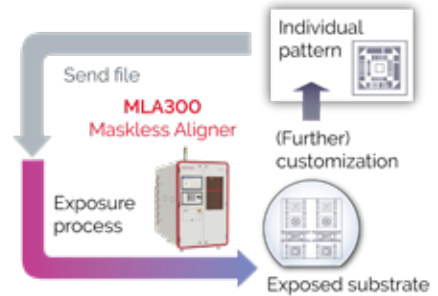 Individual
pattern
Send file
MLA300
Maskless Aligner
(Further)
customization
Exposure
process
Exposed substrate